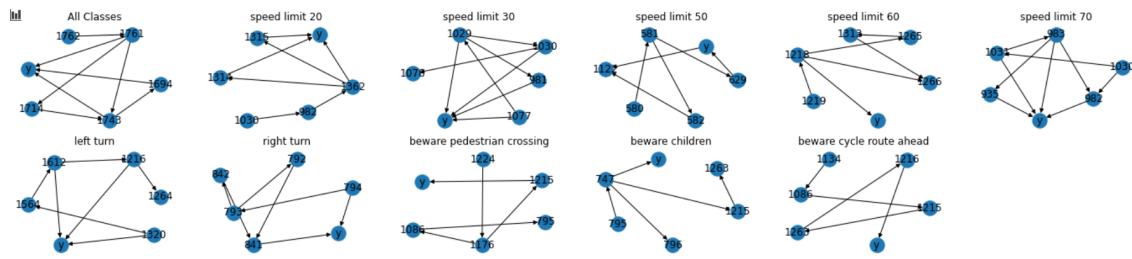 All Classes
1762
1761
y
1694
1714
1743
speed limit 20
1315
y
1314
1362
982
1030
speed limit 30
1029
1030
1076
981
y
1077
speed limit 50
581
y
629
580
582
speed limit 60
1313
1265
1218
1266
1219
y
speed limit 70
983
1031
1030
935
982
y
left turn
1612
1216
1264
1564
1320
y
right turn
792
842
794
793
y
841
beware pedestrian crossing
1224
y
1215
1086
795
1176
beware children
y
747
1263
1215
795
796
beware cycle route ahead
1134
1216
1086
1215
1263
y